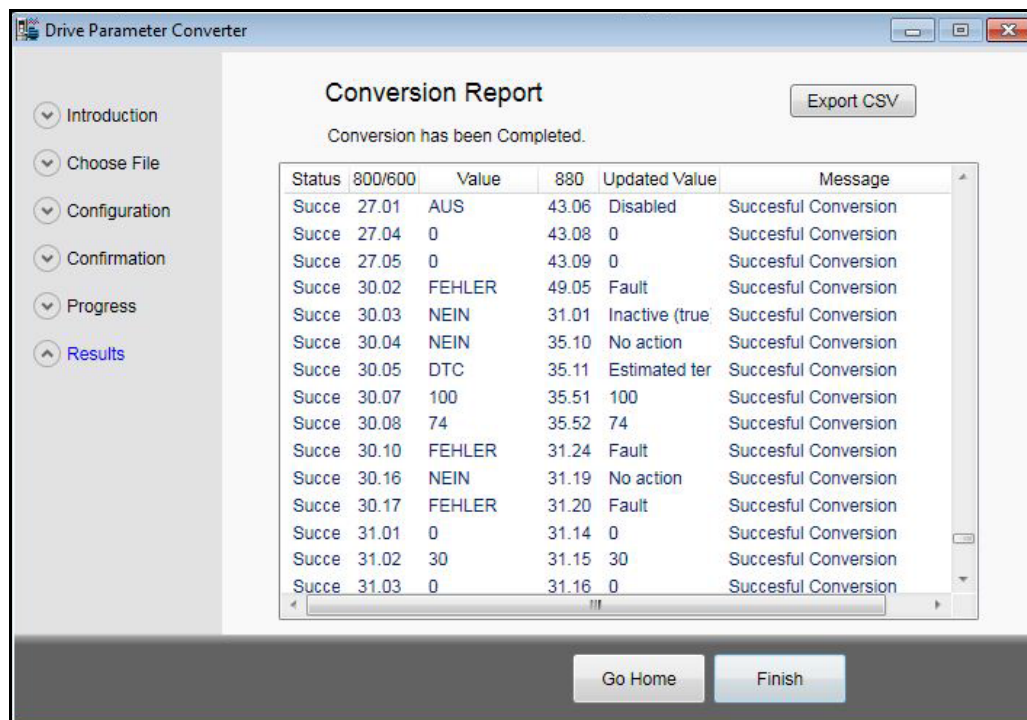 Drive Parameter Converter
Introduction
Choose File
Configuration
Confirmation
Progress
Results
Conversion Report
Export CSV
Conversion has been Completed.
Status 800/600 Value 880 Updated Value Message
Succe 27.01 AUS 43.06 Disabled Succesful Conversion
Succe 27.04 0 43.08 0 Succesful Conversion
Succe 27.05 0 43.09 0 Succesful Conversion
Succe 30.02 FEHLER 49.05 Fault Succesful Conversion
Succe 30.03 NEIN 31.01 Inactive (true) Succesful Conversion
Succe 30.04 NEIN 35.10 No action Succesful Conversion
Succe 30.05 DTC 35.11 Estimated ter Succesful Conversion
Succe 30.07 100 35.51 100 Succesful Conversion
Succe 30.08 74 35.52 74 Succesful Conversion
Succe 30.10 FEHLER 31.24 Fault Succesful Conversion
Succe 30.16 NEIN 31.19 No action Succesful Conversion
Succe 30.17 FEHLER 31.20 Fault Succesful Conversion
Succe 31.01 0 31.14 0 Succesful Conversion
Succe 31.02 30 31.15 30 Succesful Conversion
Succe 31.03 0 31.16 0 Succesful Conversion
Go Home Finish